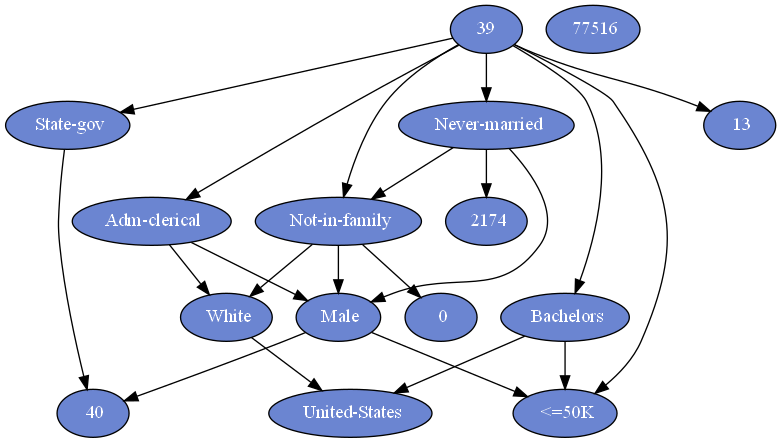 39
77516
State-gov
Never-married
13
Adm-clerical
Not-in-family
2174
White
Male
0
Bachelors
40
United-States
<=50K